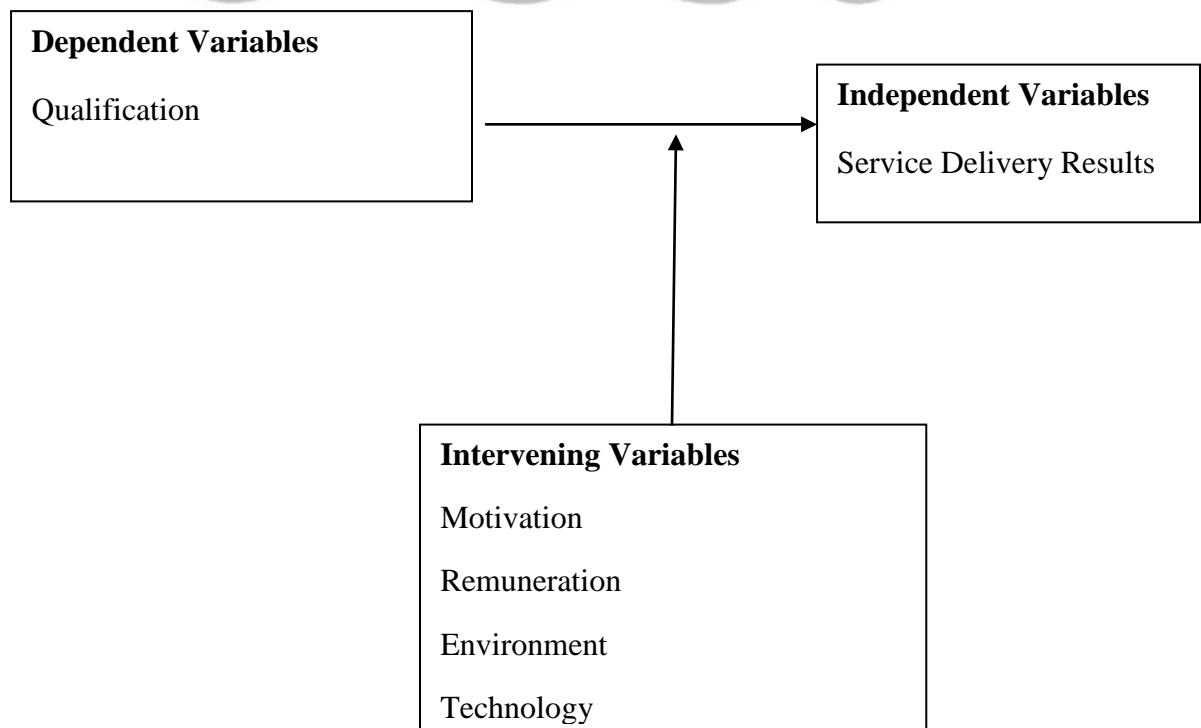 Dependent Variables
Qualification
Independent Variables
Service Delivery Results
Intervening Variables
Motivation
Remuneration
Environment
Technology